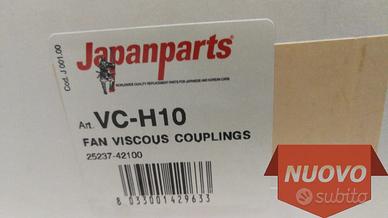 Cod. J 001.00
Japanparts®
WORLDWIDE QUALITY REPLACEMENT PARTS FOR JAPANESE AND KOREAN CARS
Art. VC-H10
FAN VISCOUS COUPLINGS
25237-42100
8 033001 429633
NUOVO
subito